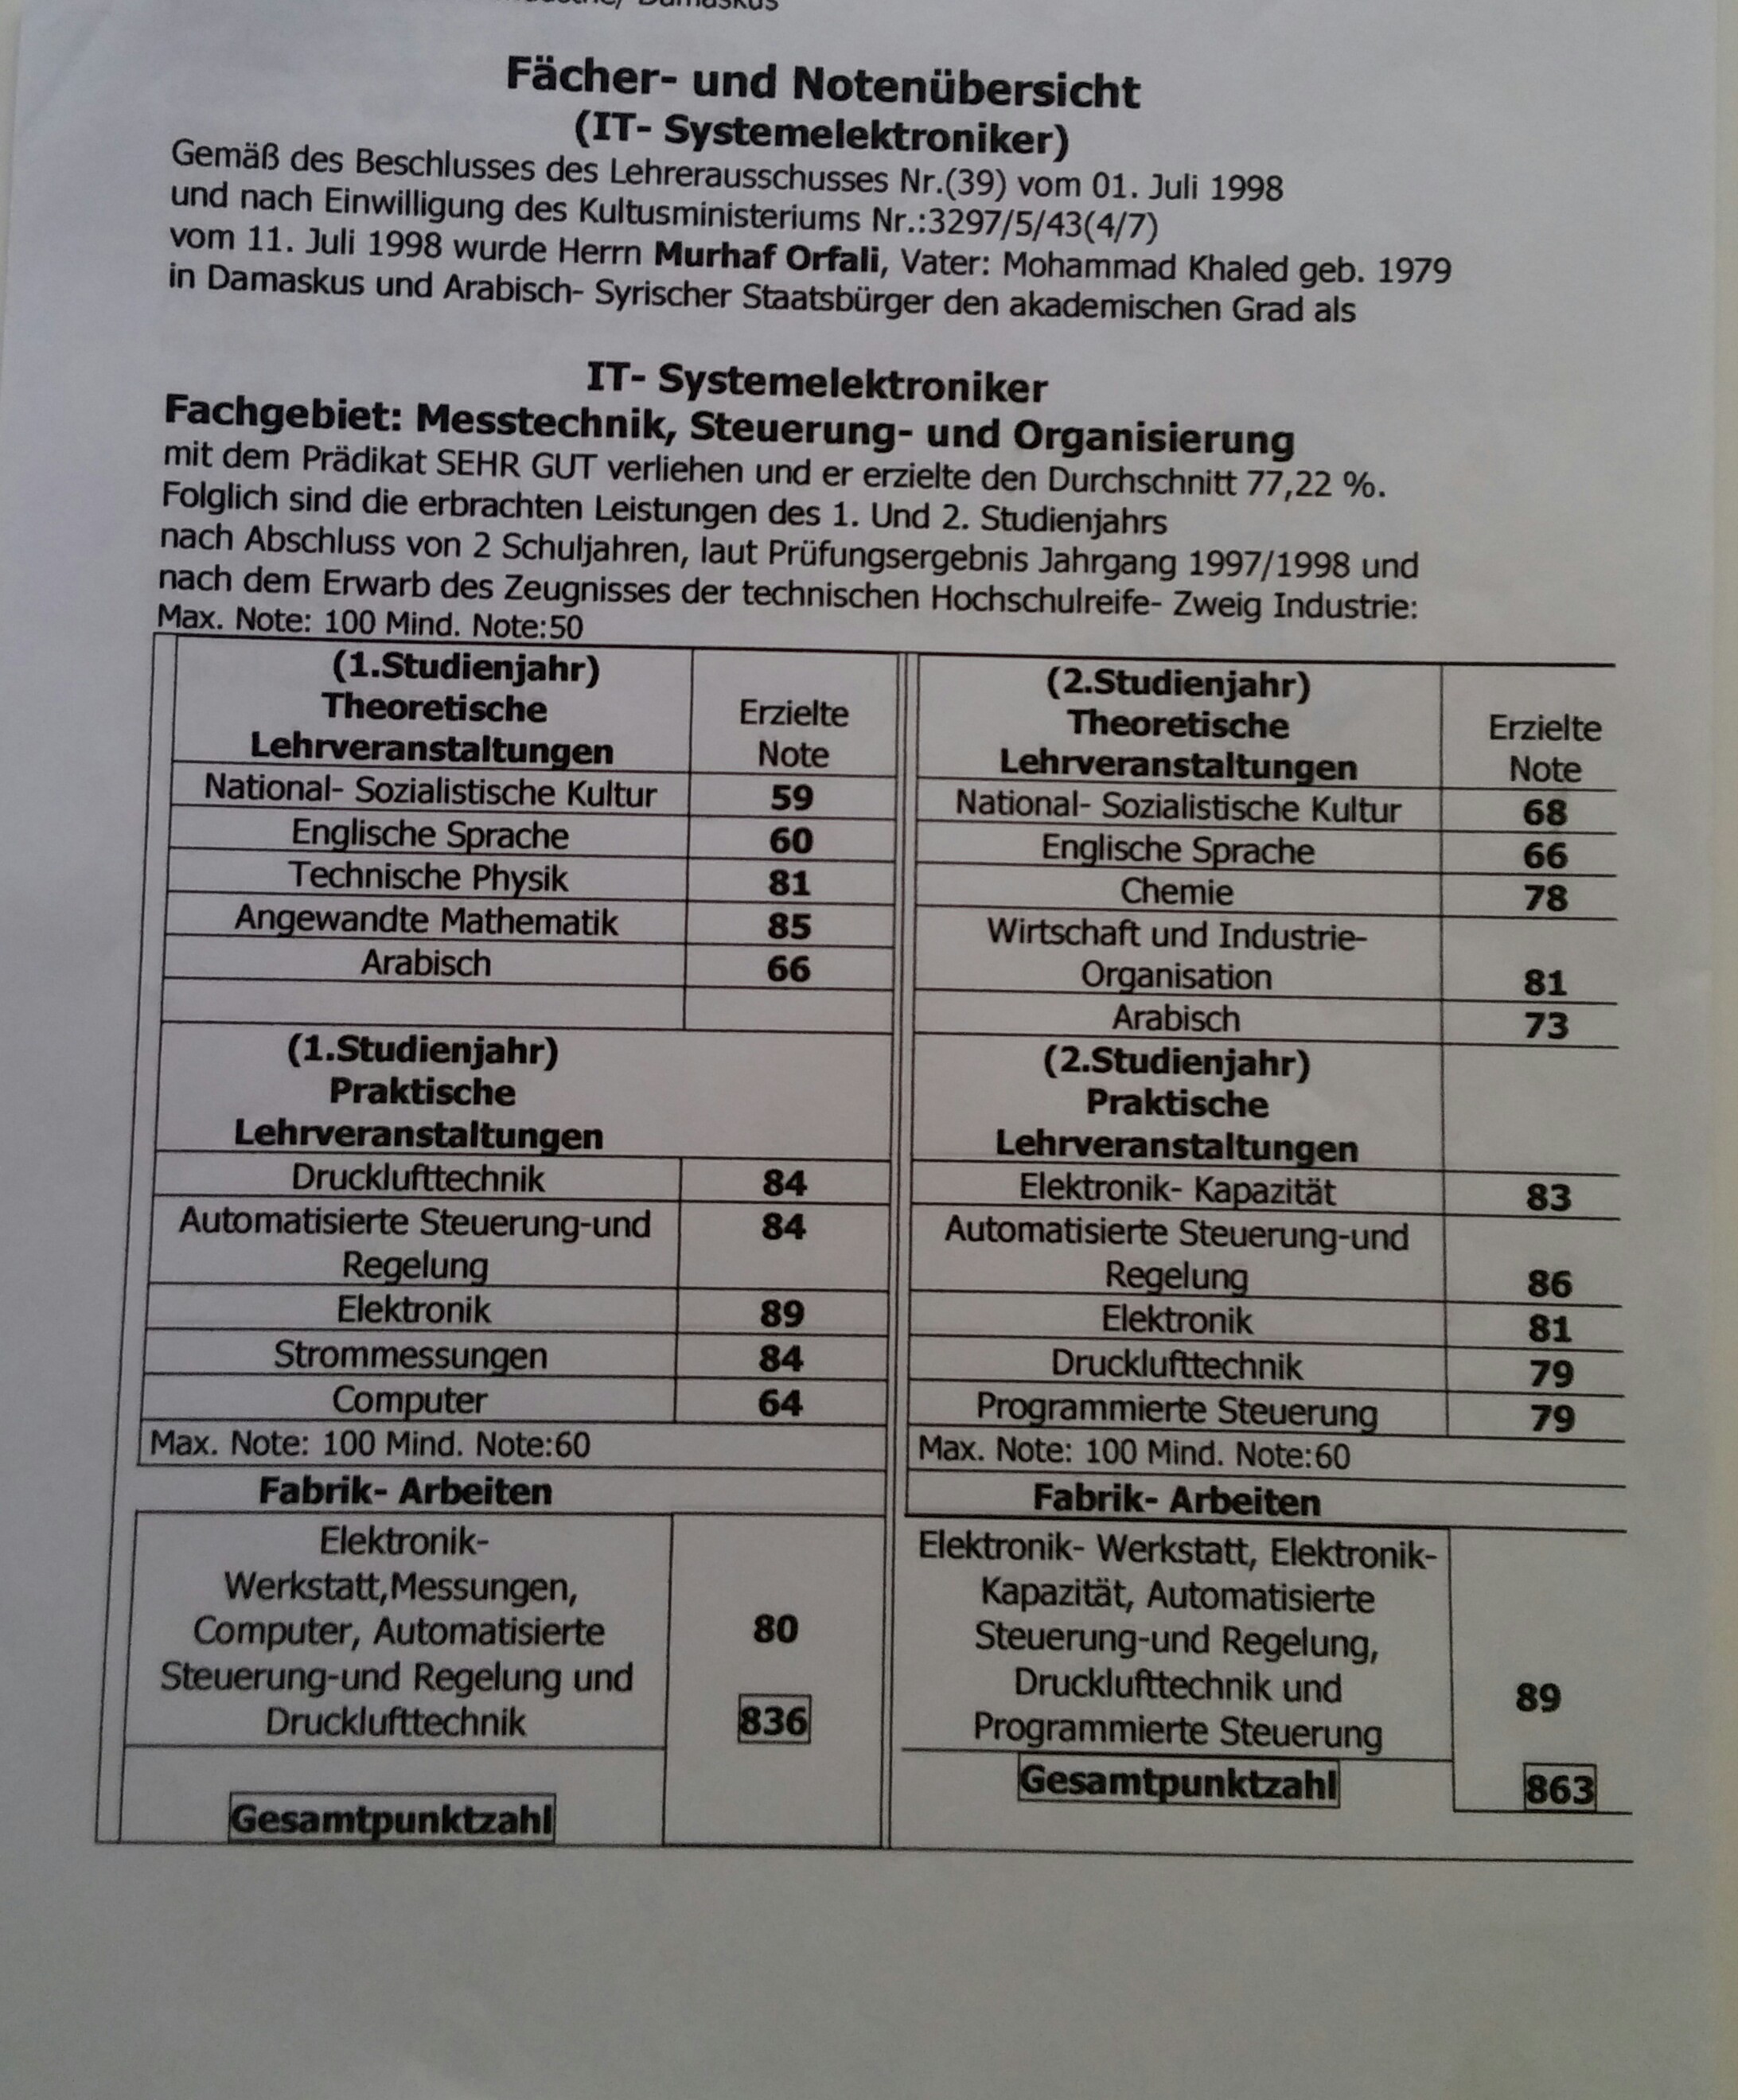 Damaskus
Fächer- und Notenübersicht
(IT- Systemelektroniker)
Gemäß des Beschlusses des Lehrerausschusses Nr.(39) vom 01. Juli 1998
und nach Einwilligung des Kultusministeriums Nr.:3297/5/43(4/7)
vom 11. Juli 1998 wurde Herrn Murhaf Orfali, Vater: Mohammad Khaled geb. 1979
in Damaskus und Arabisch- Syrischer Staatsbürger den akademischen Grad als
IT- Systemelektroniker
Fachgebiet: Messtechnik, Steuerung- und Organisierung
mit dem Prädikat SEHR GUT verliehen und er erzielte den Durchschnitt 77,22 %.
Folglich sind die erbrachten Leistungen des 1. Und 2. Studienjahrs
nach Abschluss von 2 Schuljahren, laut Prüfungsergebnis Jahrgang 1997/1998 und
nach dem Erwarb des Zeugnisses der technischen Hochschulreife- Zweig Industrie:
Max. Note: 100 Mind. Note:50
(1.Studienjahr)
Theoretische
Lehrveranstaltungen
Erzielte
Note
National- Sozialistische Kultur 59
Englische Sprache 60
Technische Physik 81
Angewandte Mathematik 85
Arabisch 66
(1.Studienjahr)
Praktische
Lehrveranstaltungen
Drucklufttechnik 84
Automatisierte Steuerung-und 84
Regelung
Elektronik 89
Strommessungen 84
Computer 64
Max. Note: 100 Mind. Note:60
Fabrik- Arbeiten
Elektronik-
Werkstatt,Messungen,
Computer, Automatisierte 80
Steuerung-und Regelung und
Drucklufttechnik 836
Gesamtpunktzahl
(2.Studienjahr)
Theoretische
Lehrveranstaltungen
Erzielte
Note
National- Sozialistische Kultur 68
Englische Sprache 66
Chemie 78
Wirtschaft und Industrie-
Organisation 81
Arabisch 73
(2.Studienjahr)
Praktische
Lehrveranstaltungen
Elektronik- Kapazität 83
Automatisierte Steuerung-und
Regelung 86
Elektronik 81
Drucklufttechnik 79
Programmierte Steuerung 79
Max. Note: 100 Mind. Note:60
Fabrik- Arbeiten
Elektronik- Werkstatt, Elektronik-
Kapazität, Automatisierte
Steuerung-und Regelung,
Drucklufttechnik und 89
Programmierte Steuerung
Gesamtpunktzahl 863